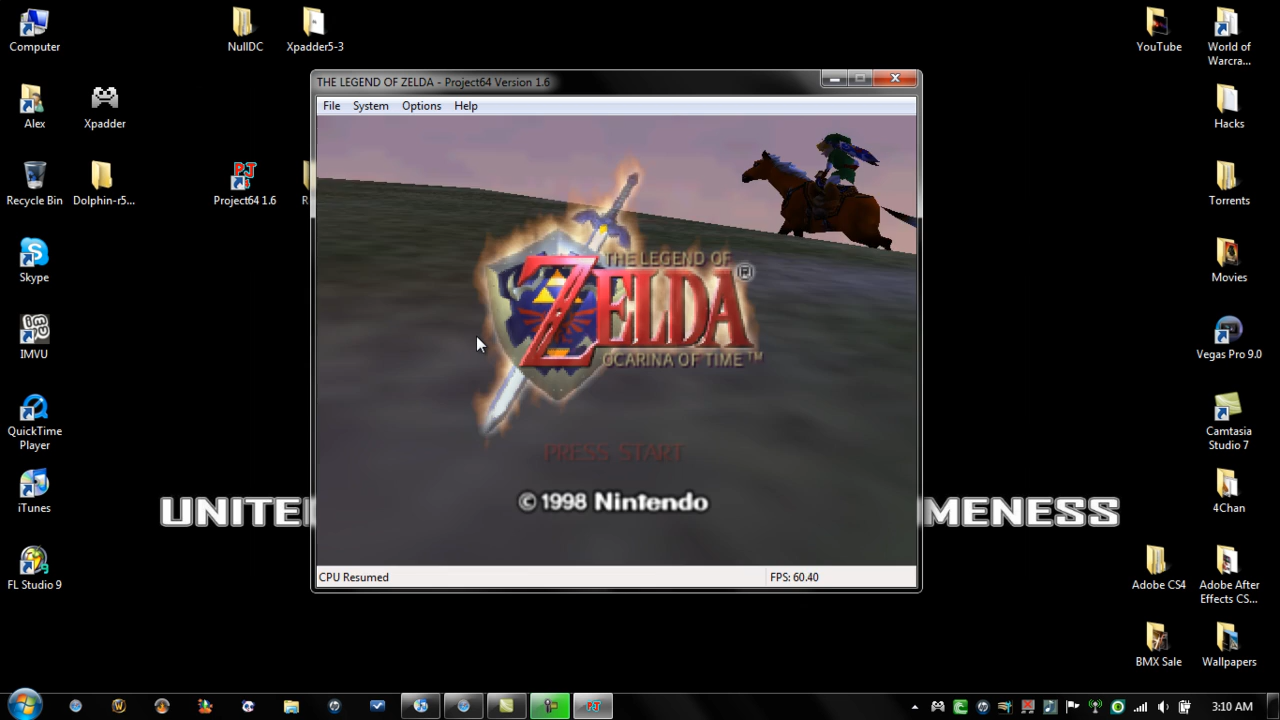 Computer
NullDC
Xpadder5-3
YouTube
World of
Warcra...
THE LEGEND OF ZELDA - Project64 Version 1.6
File System Options Help
Alex
Xpadder
Hacks
Recycle Bin
Dolphin-r5...
Project64 1.6
Torrents
Skype
Movies
THE LEGEND OF
ZELDA
OCARINA OF TIME™
IMVU
Vegas Pro 9.0
QuickTime
Player
Camtasia
Studio 7
PRESS START
© 1998 Nintendo
iTunes
4Chan
UNITE
MENESS
FL Studio 9
CPU Resumed
FPS: 60.40
Adobe CS4
Adobe After
Effects CS...
BMX Sale
Wallpapers
3:10 AM